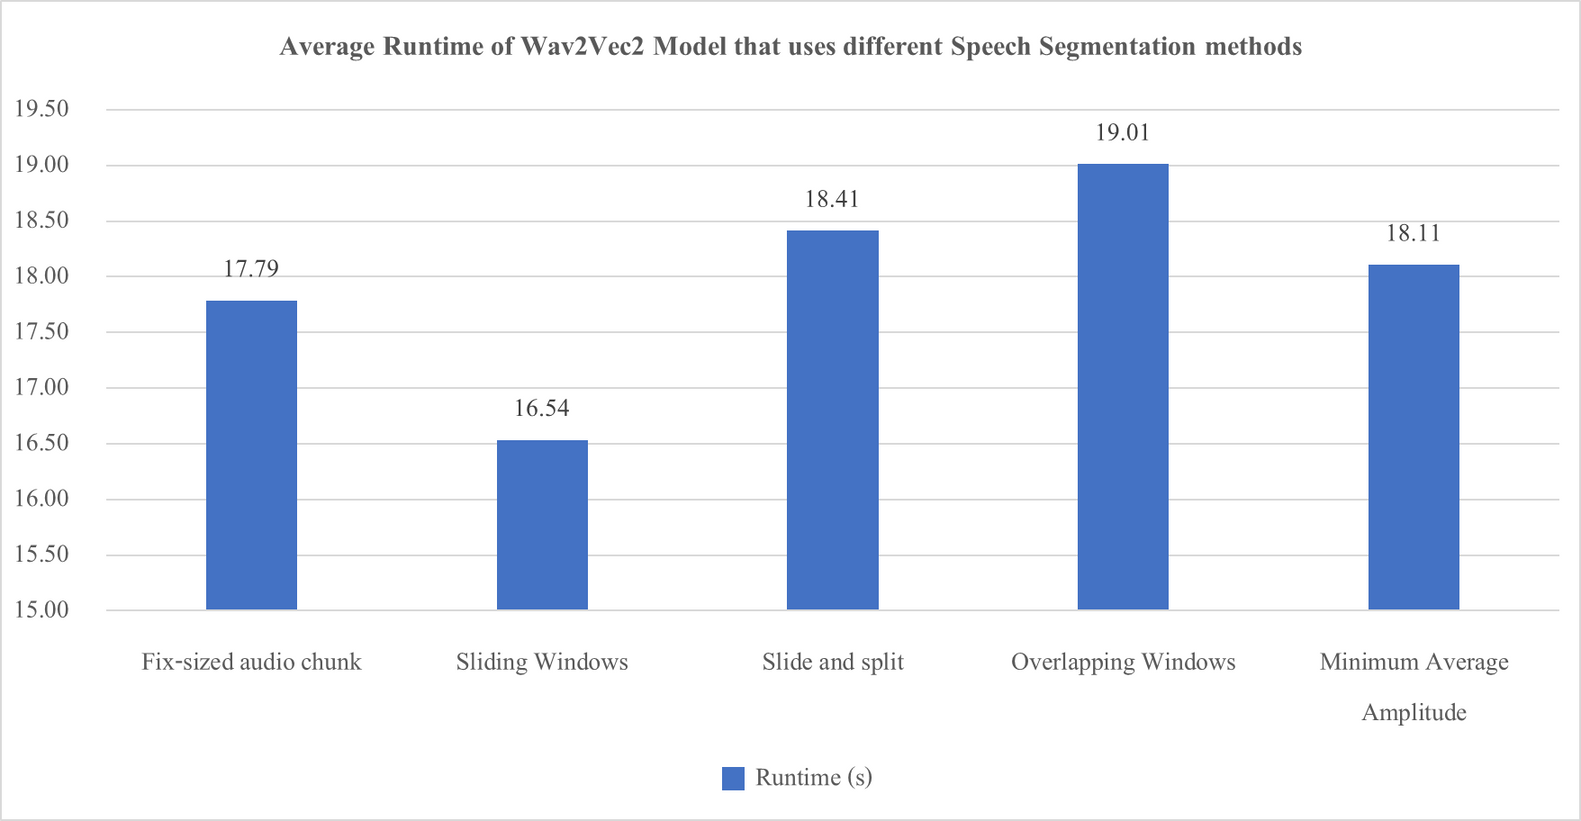 Average Runtime of Wav2Vec2 Model that uses different Speech Segmentation methods
19.50
19.00
18.50
18.00
17.50
17.00
16.50
16.00
15.50
15.00
17.79
16.54
18.41
19.01
18.11
Fix-sized audio chunk
Sliding Windows
Slide and split
Overlapping Windows
Minimum Average
Amplitude
Runtime (s)